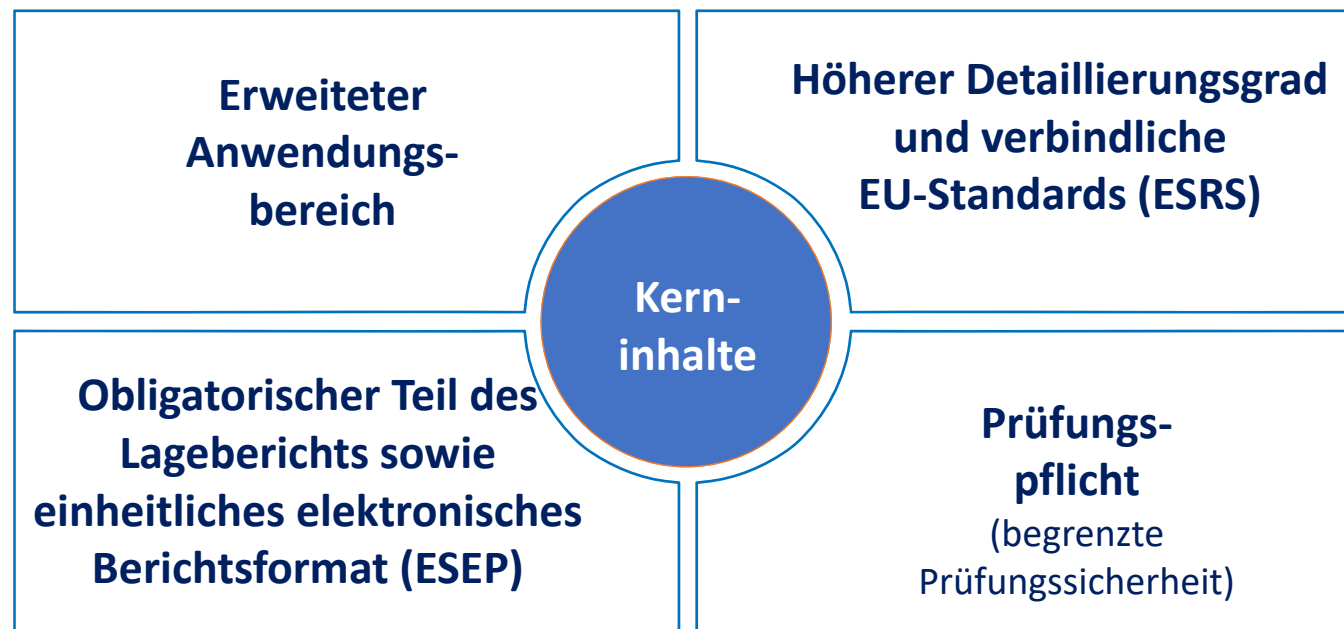 Erweiteter
Anwendungs-
bereich
Höherer Detaillierungsgrad
und verbindliche
EU-Standards (ESRS)
Kern-
inhalte
Obligatorischer Teil des
Lageberichts sowie
einheitliches elektronisches
Berichtsformat (ESEP)
Prüfungs-
pflicht
(begrenzte
Prüfungssicherheit)